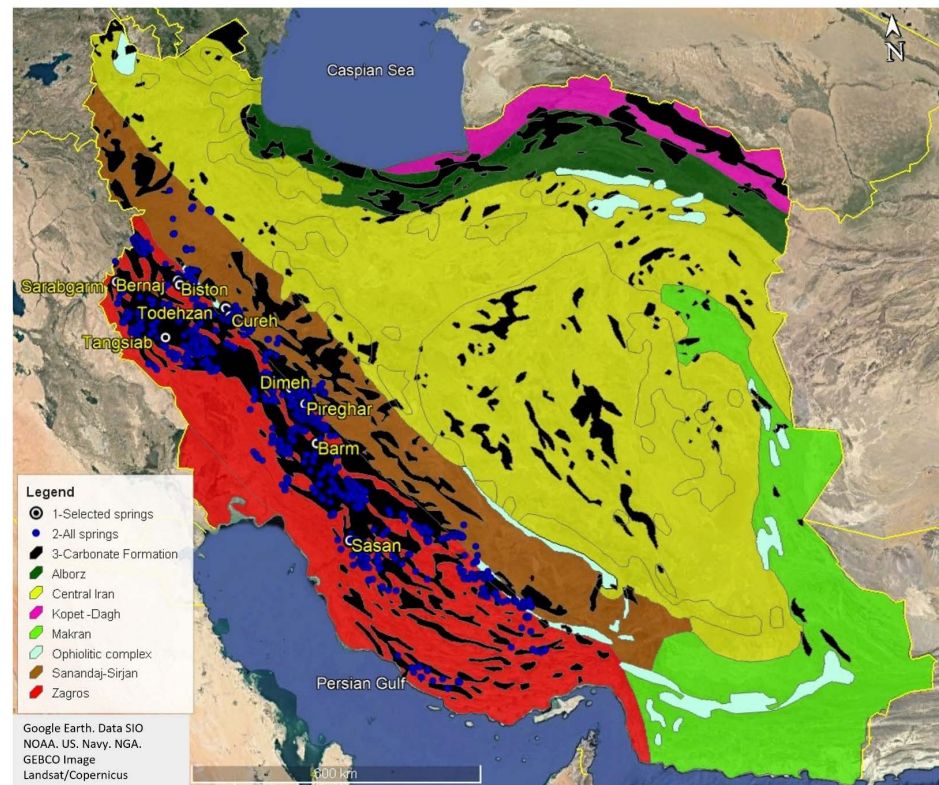 N
Caspian Sea
Sarabgarm
Bernaj
Biston
Todehzan
Cureh
Tangsiab
Dimeh
Pireghar
Barm
Sasan
Persian Gulf
Legend
1-Selected springs
2-All springs
3-Carbonate Formation
Alborz
Central Iran
Kopet -Dagh
Makran
Ophiolitic complex
Sanandaj-Sirjan
Zagros
Google Earth. Data SIO
NOAA. US. Navy. NGA.
GEBCO Image
Landsat/Copernicus
600 km